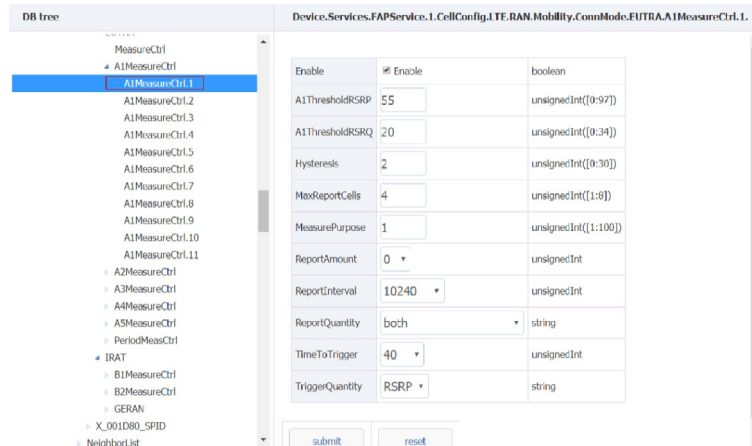 DB tree
Device.Services.FAPService.1.CellConfig.LTE.RAN.Mobility.ConnMode.EUTRA.A1MeasureCtrl.1.
MeasureCtrl
A1MeasureCtrl
A1MeasureCtrl.1
A1MeasureCtrl.2
A1MeasureCtrl.3
A1MeasureCtrl.4
A1MeasureCtrl.5
A1MeasureCtrl.6
A1MeasureCtrl.7
A1MeasureCtrl.8
A1MeasureCtrl.9
A1MeasureCtrl.10
A1MeasureCtrl.11
A2MeasureCtrl
A3MeasureCtrl
A4MeasureCtrl
A5MeasureCtrl
PeriodMeasCtrl
IRAT
B1MeasureCtrl
B2MeasureCtrl
GERAN
X_001D80_SPID
NeighborList
Enable Enable boolean
A1ThresholdRSRP 55 unsignedInt([0:97])
A1ThresholdRSRQ 20 unsignedInt([0:34])
Hysteresis 2 unsignedInt([0:30])
MaxReportCells 4 unsignedInt([1:8])
MeasurePurpose 1 unsignedInt([1:100])
ReportAmount 0 unsignedInt
ReportInterval 10240 unsignedInt
ReportQuantity both string
TimeToTrigger 40 unsignedInt
TriggerQuantity RSRP string
submit reset